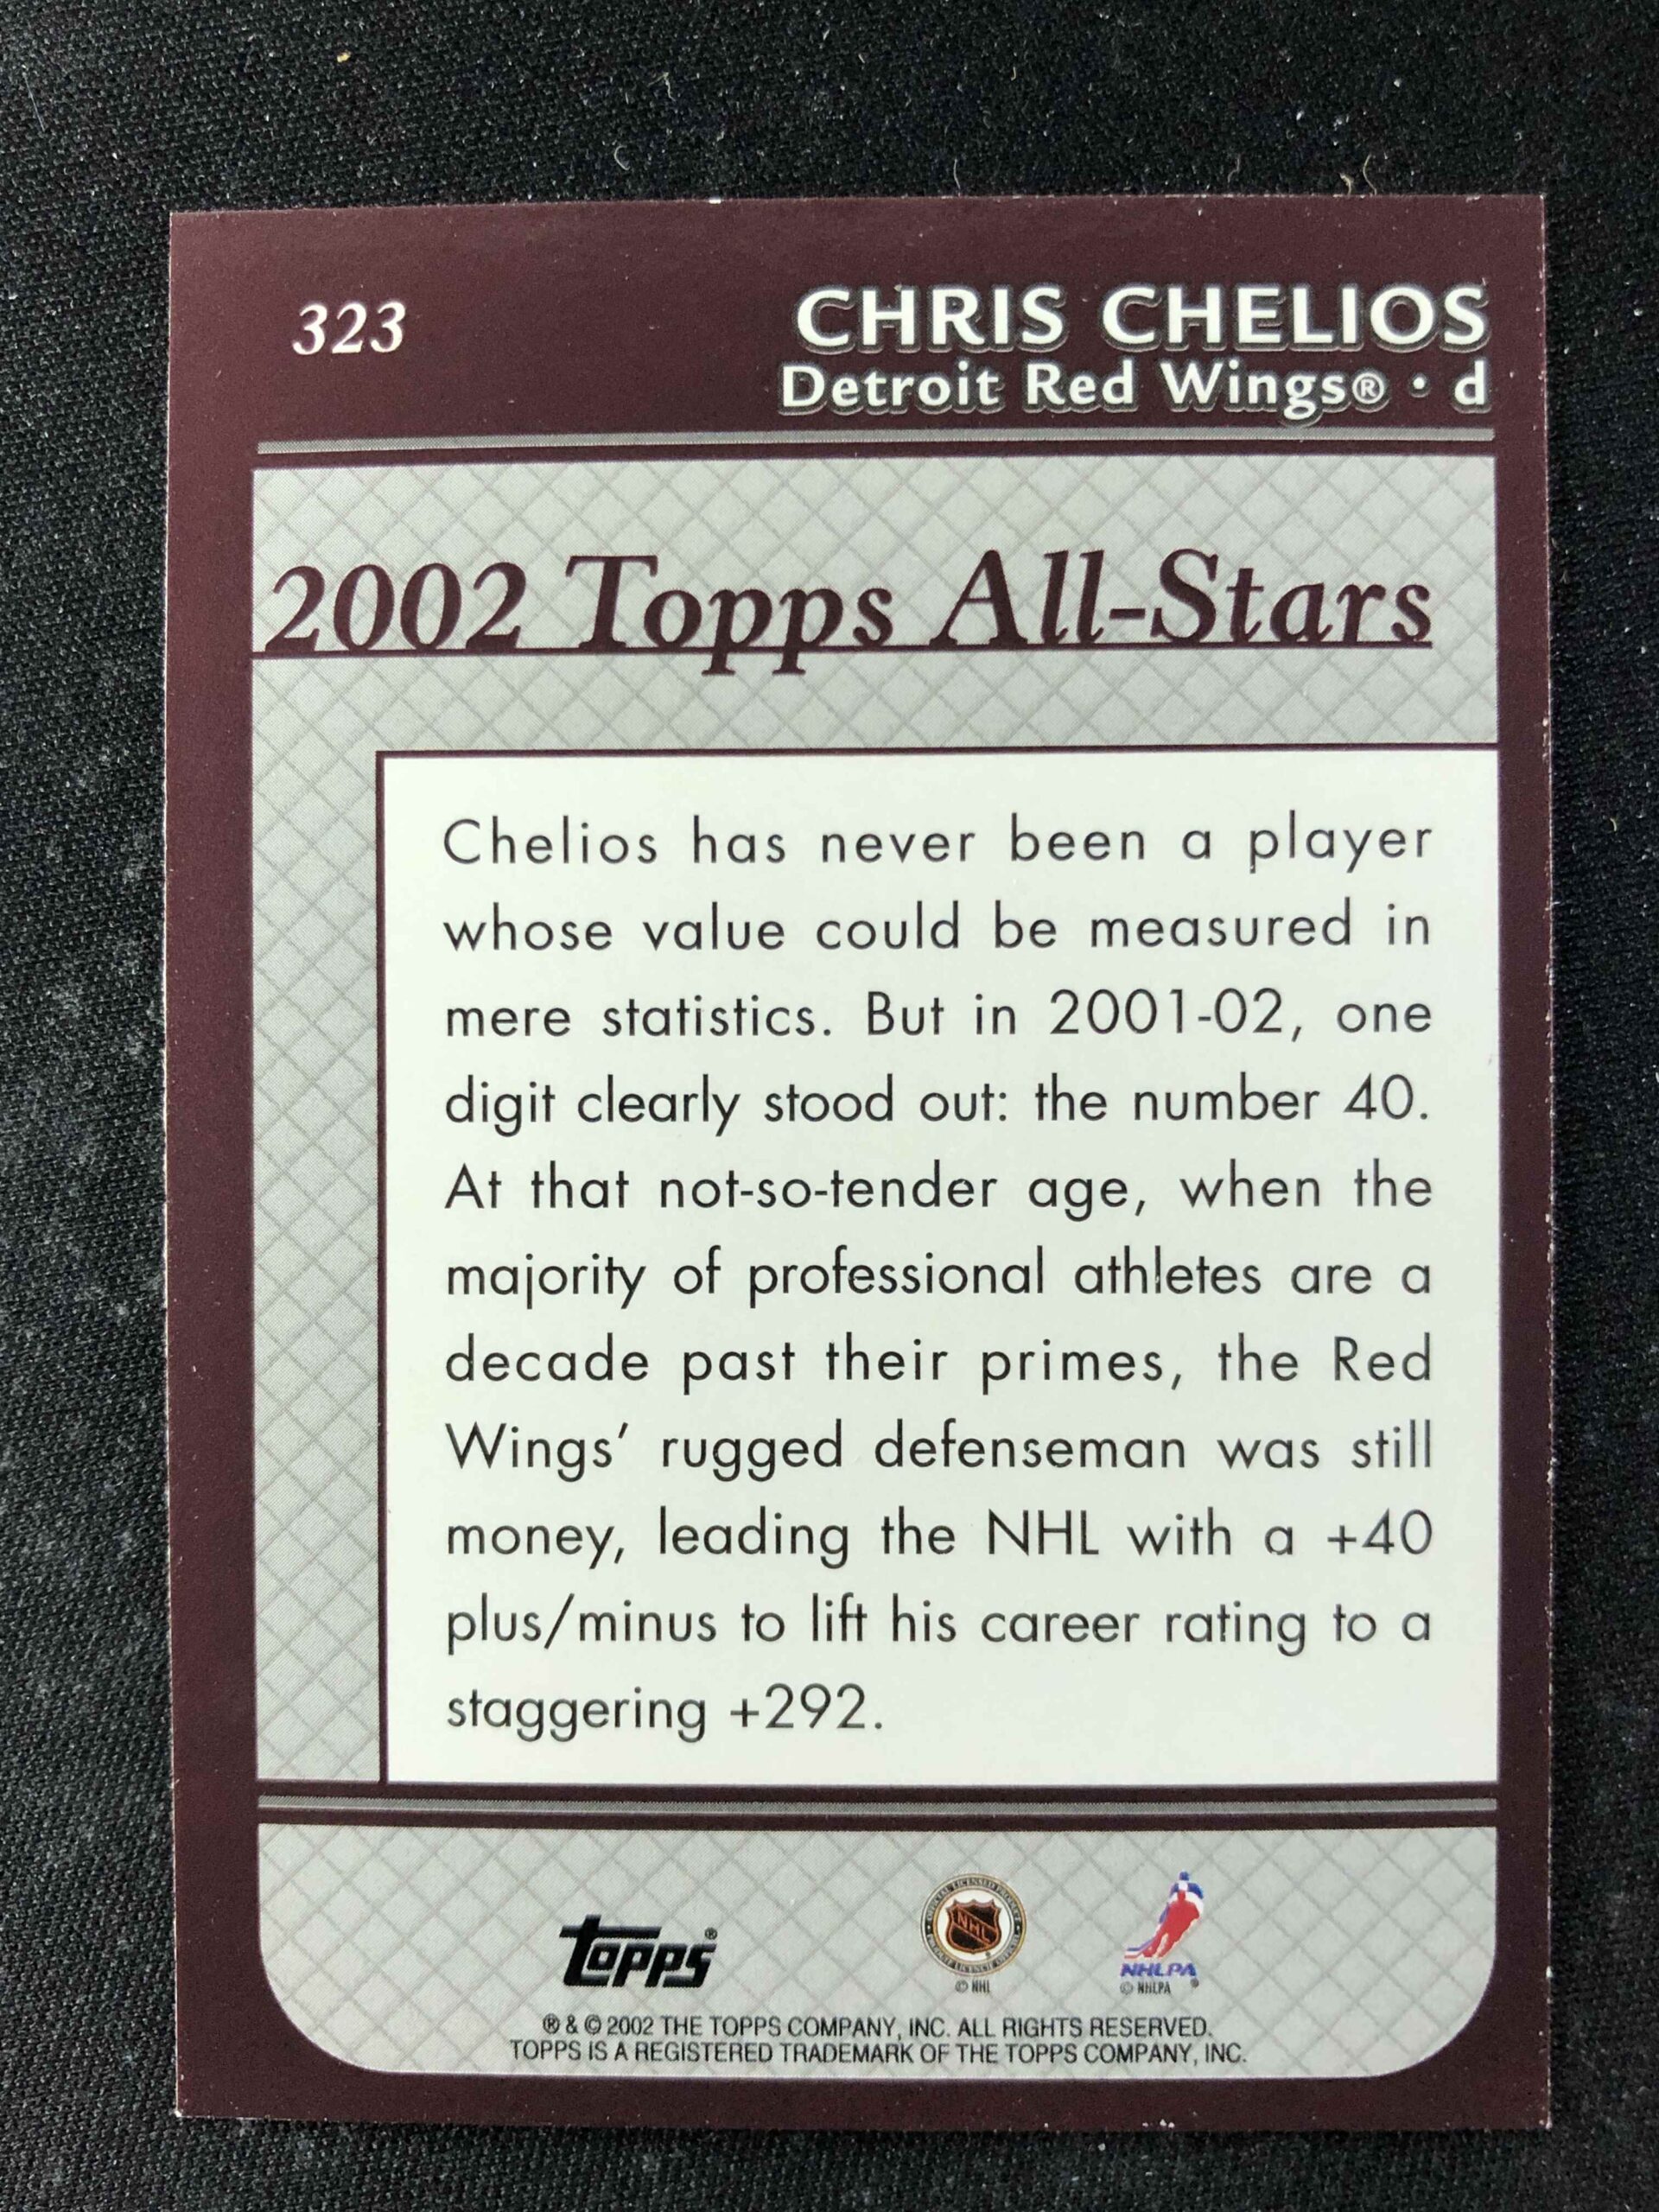 323
CHRIS CHELIOS
Detroit Red Wings® • d
2002 Topps All-Stars
Chelios has never been a player
whose value could be measured in
mere statistics. But in 2001-02, one
digit clearly stood out: the number 40.
At that not-so-tender age, when the
majority of professional athletes are a
decade past their primes, the Red
Wings' rugged defenseman was still
money, leading the NHL with a +40
plus/minus to lift his career rating to a
staggering +292.
Topps®
NHL
© NHL
NHLPA
© NHLPA ®
® & © 2002 THE TOPPS COMPANY, INC. ALL RIGHTS RESERVED.
TOPPS IS A REGISTERED TRADEMARK OF THE TOPPS COMPANY, INC.